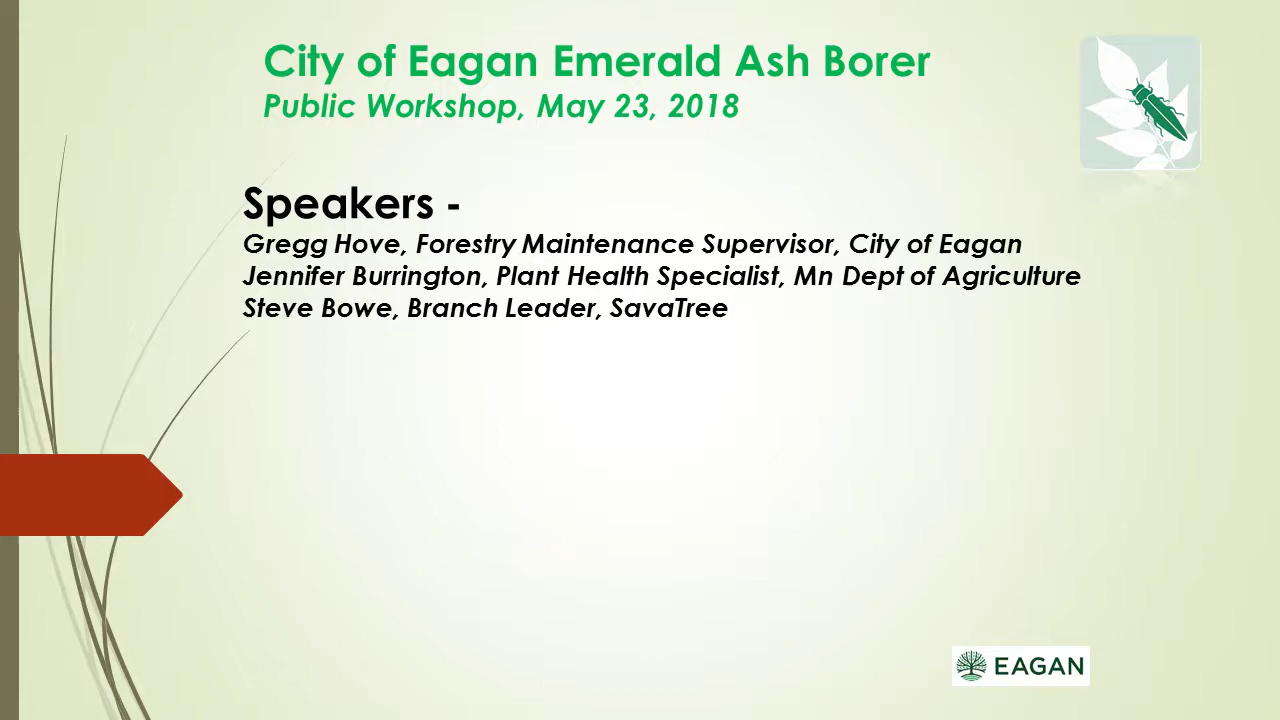 City of Eagan Emerald Ash Borer
Public Workshop, May 23, 2018
Speakers -
Gregg Hove, Forestry Maintenance Supervisor, City of Eagan
Jennifer Burrington, Plant Health Specialist, Mn Dept of Agriculture
Steve Bowe, Branch Leader, SavaTree
EAGAN